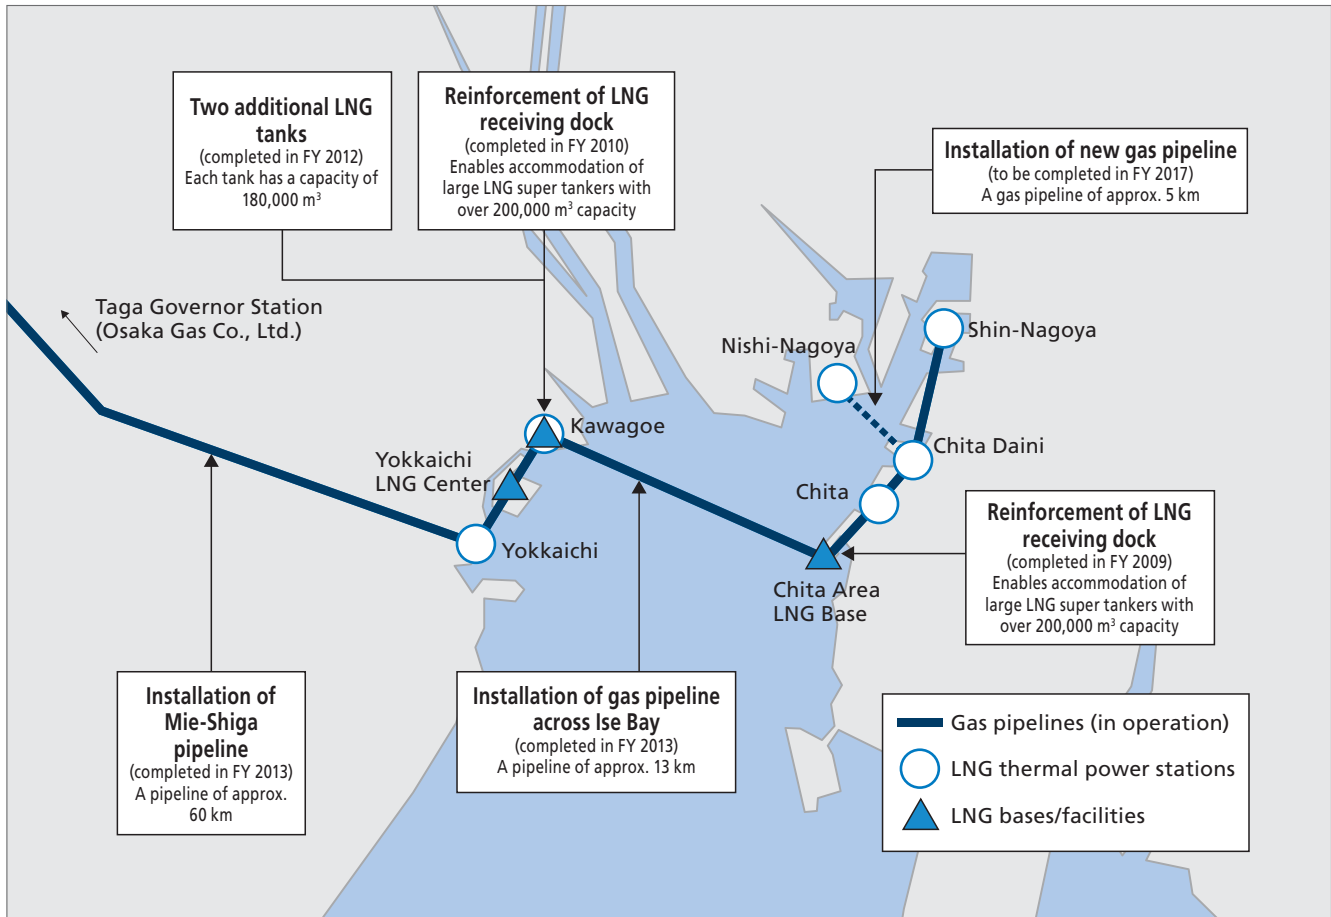 Two additional LNG
tanks
(completed in FY 2012)
Each tank has a capacity of
180,000 m³
Reinforcement of LNG
receiving dock
(completed in FY 2010)
Enables accommodation of
large LNG super tankers with
over 200,000 m³ capacity
Installation of new gas pipeline
(to be completed in FY 2017)
A gas pipeline of approx. 5 km
Taga Governor Station
(Osaka Gas Co., Ltd.)
Shin-Nagoya
Nishi-Nagoya
Kawagoe
Chita Daini
Yokkaichi
LNG Center
Chita
Yokkaichi
Chita Area
LNG Base
Reinforcement of LNG
receiving dock
(completed in FY 2009)
Enables accommodation of
large LNG super tankers with
over 200,000 m³ capacity
Installation of
Mie-Shiga
pipeline
(completed in FY 2013)
A pipeline of approx.
60 km
Installation of gas pipeline
across Ise Bay
(completed in FY 2013)
A pipeline of approx. 13 km
Gas pipelines (in operation)
LNG thermal power stations
LNG bases/facilities